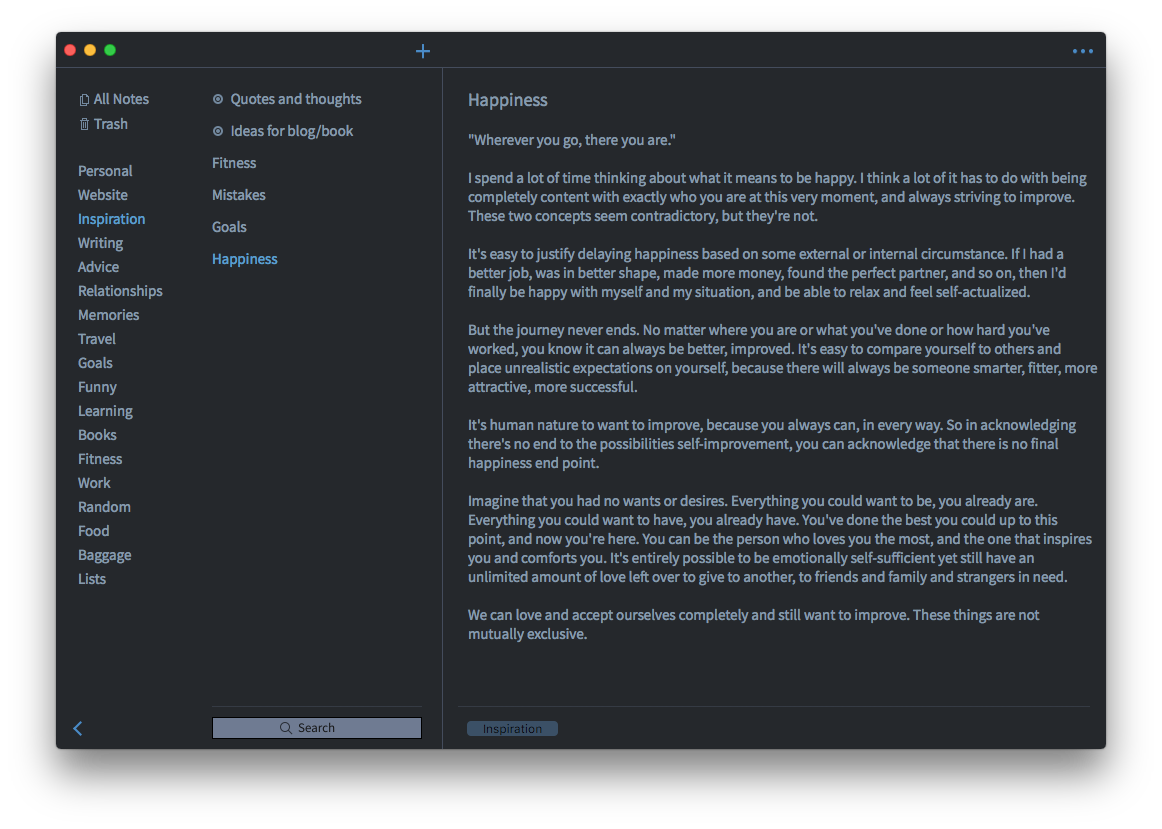 All Notes
Trash
Personal
Website
Inspiration
Writing
Advice
Relationships
Memories
Travel
Goals
Funny
Learning
Books
Fitness
Work
Random
Food
Baggage
Lists
Quotes and thoughts
Ideas for blog/book
Fitness
Mistakes
Goals
Happiness
Search
Happiness
"Wherever you go, there you are."
I spend a lot of time thinking about what it means to be happy. I think a lot of it has to do with being
completely content with exactly who you are at this very moment, and always striving to improve.
These two concepts seem contradictory, but they're not.
It's easy to justify delaying happiness based on some external or internal circumstance. If I had a
better job, was in better shape, made more money, found the perfect partner, and so on, then I'd
finally be happy with myself and my situation, and be able to relax and feel self-actualized.
But the journey never ends. No matter where you are or what you've done or how hard you've
worked, you know it can always be better, improved. It's easy to compare yourself to others and
place unrealistic expectations on yourself, because there will always be someone smarter, fitter, more
attractive, more successful.
It's human nature to want to improve, because you always can, in every way. So in acknowledging
there's no end to the possibilities self-improvement, you can acknowledge that there is no final
happiness end point.
Imagine that you had no wants or desires. Everything you could want to be, you already are.
Everything you could want to have, you already have. You've done the best you could up to this
point, and now you're here. You can be the person who loves you the most, and the one that inspires
you and comforts you. It's entirely possible to be emotionally self-sufficient yet still have an
unlimited amount of love left over to give to another, to friends and family and strangers in need.
We can love and accept ourselves completely and still want to improve. These things are not
mutually exclusive.
Inspiration